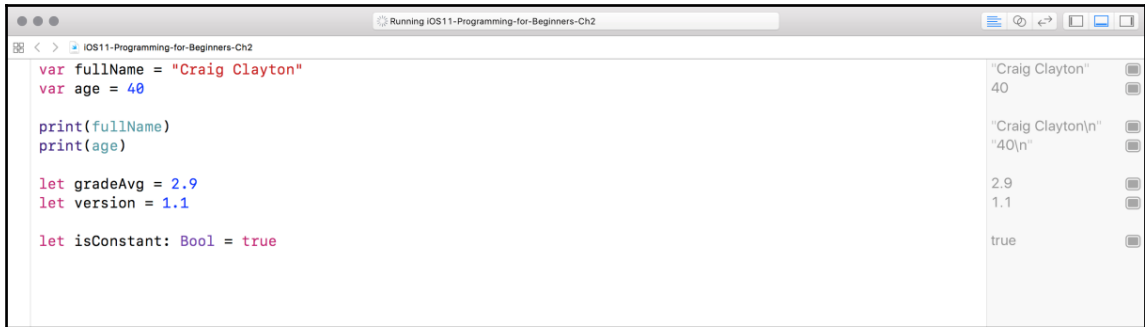 Running iOS11-Programming-for-Beginners-Ch2
iOS11-Programming-for-Beginners-Ch2
var fullName = "Craig Clayton" "Craig Clayton"
var age = 40 40
print(fullName) "Craig Clayton\n"
print(age) "40\n"
let gradeAvg = 2.9 2.9
let version = 1.1 1.1
let isConstant: Bool = true true